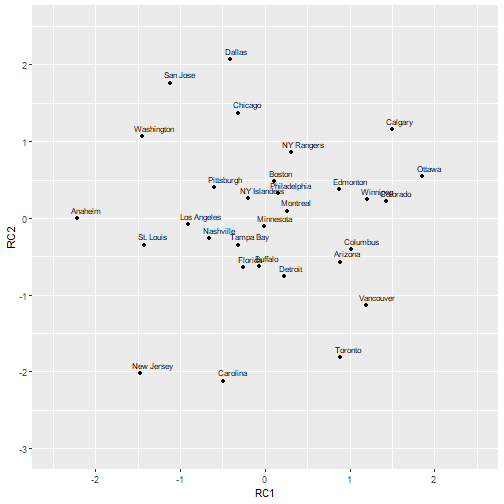 Dallas
2
San Jose
Chicago
Calgary
Washington
1
NY Rangers
Boston
Ottawa
Pittsburgh
Philadelphia
Edmonton
NY Islanders
Winnipeg
Colorado
Montreal
Anaheim
0
Los Angeles
Minnesota
Nashville
St. Louis
Tampa Bay
Columbus
Arizona
Florida
Buffalo
Detroit
-1
Vancouver
Toronto
New Jersey
Carolina
-2
-3
RC2
-2 -1 0 1 2
RC1